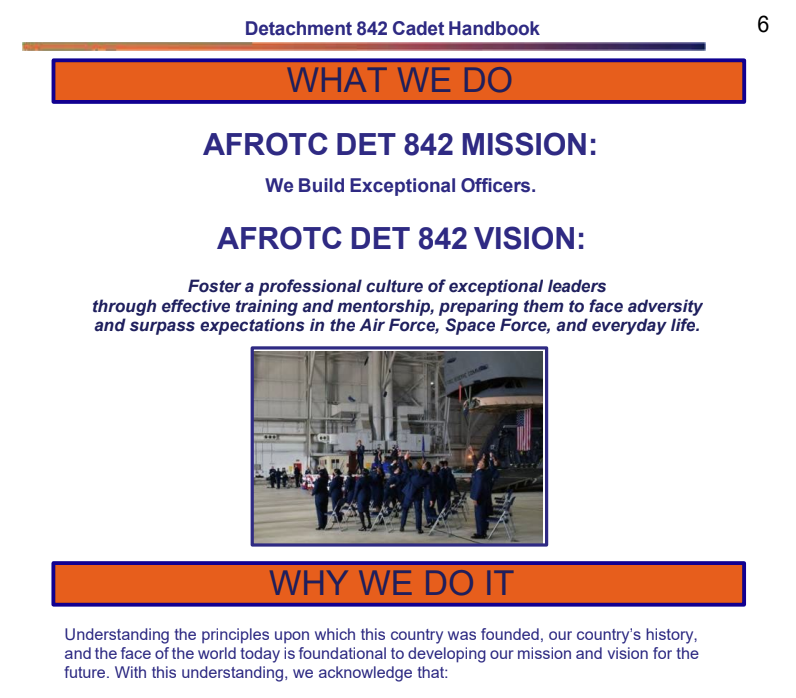 Detachment 842 Cadet Handbook
6
WHAT WE DO
AFROTC DET 842 MISSION:
We Build Exceptional Officers.
AFROTC DET 842 VISION:
Foster a professional culture of exceptional leaders
through effective training and mentorship, preparing them to face adversity
and surpass expectations in the Air Force, Space Force, and everyday life.
WHY WE DO IT
Understanding the principles upon which this country was founded, our country’s history,
and the face of the world today is foundational to developing our mission and vision for the
future. With this understanding, we acknowledge that: